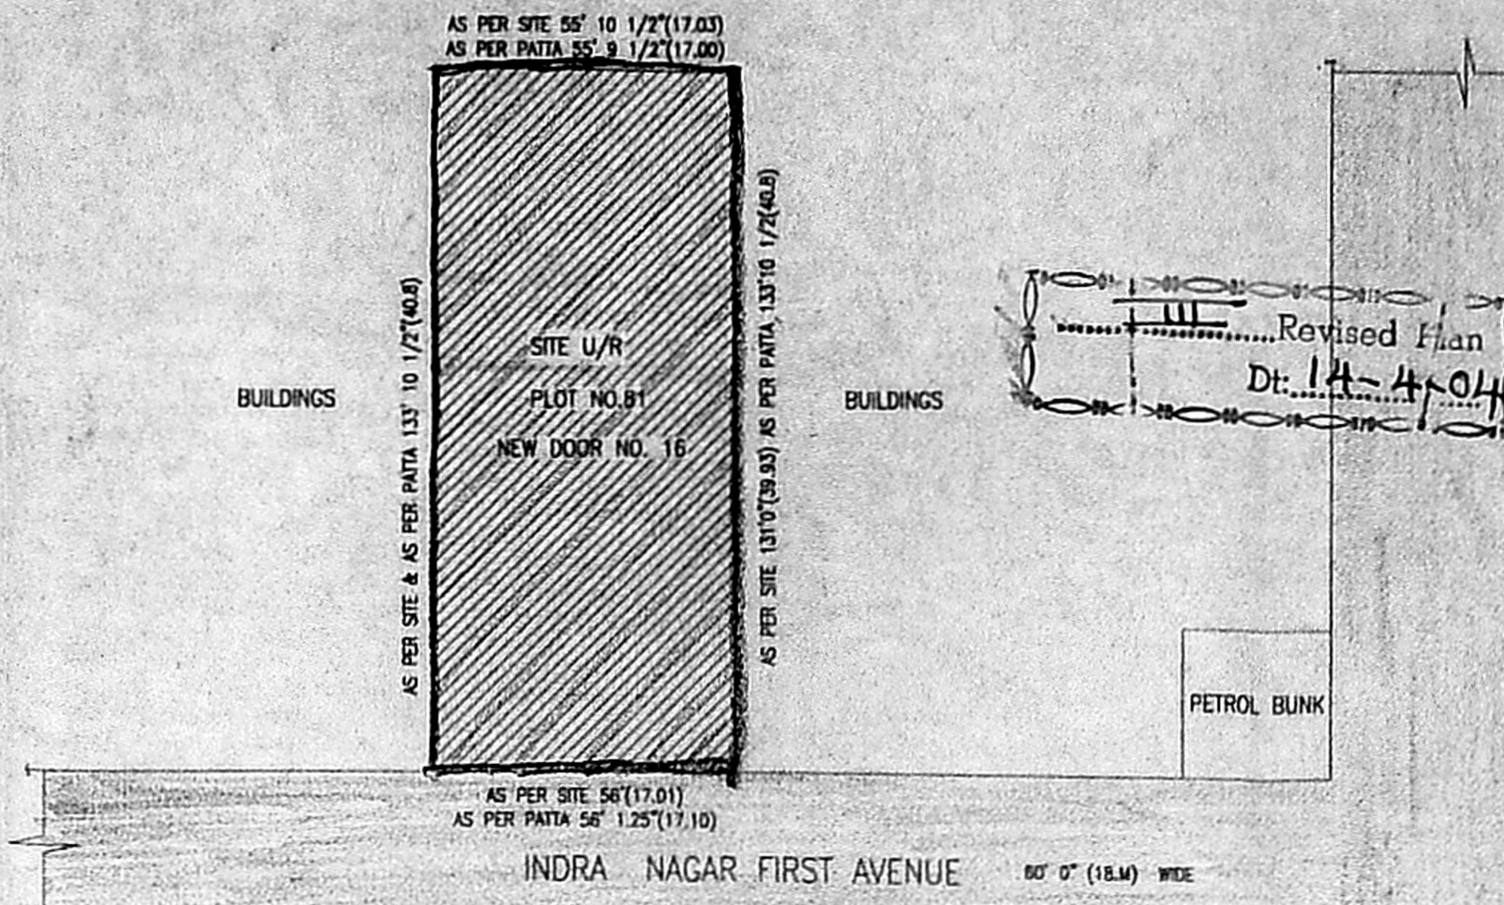 AS PER SITE 55' 10 1/2"(17.03)
AS PER PATTA 55' 9 1/2"(17.00)
AS PER SITE & AS PER PATTA 133' 10 1/2"(40.8)
BUILDINGS
SITE U/R
PLOT NO.81
NEW DOOR NO. 16
AS PER SITE 131'0"(39.93) AS PER PATTA 133'10 1/2(40.8)
BUILDINGS
III Revised Plan
Dt: 14-4-04
PETROL BUNK
AS PER SITE 56'(17.01)
AS PER PATTA 56' 1.25"(17.10)
INDRA NAGAR FIRST AVENUE 60' 0" (18.M) WIDE